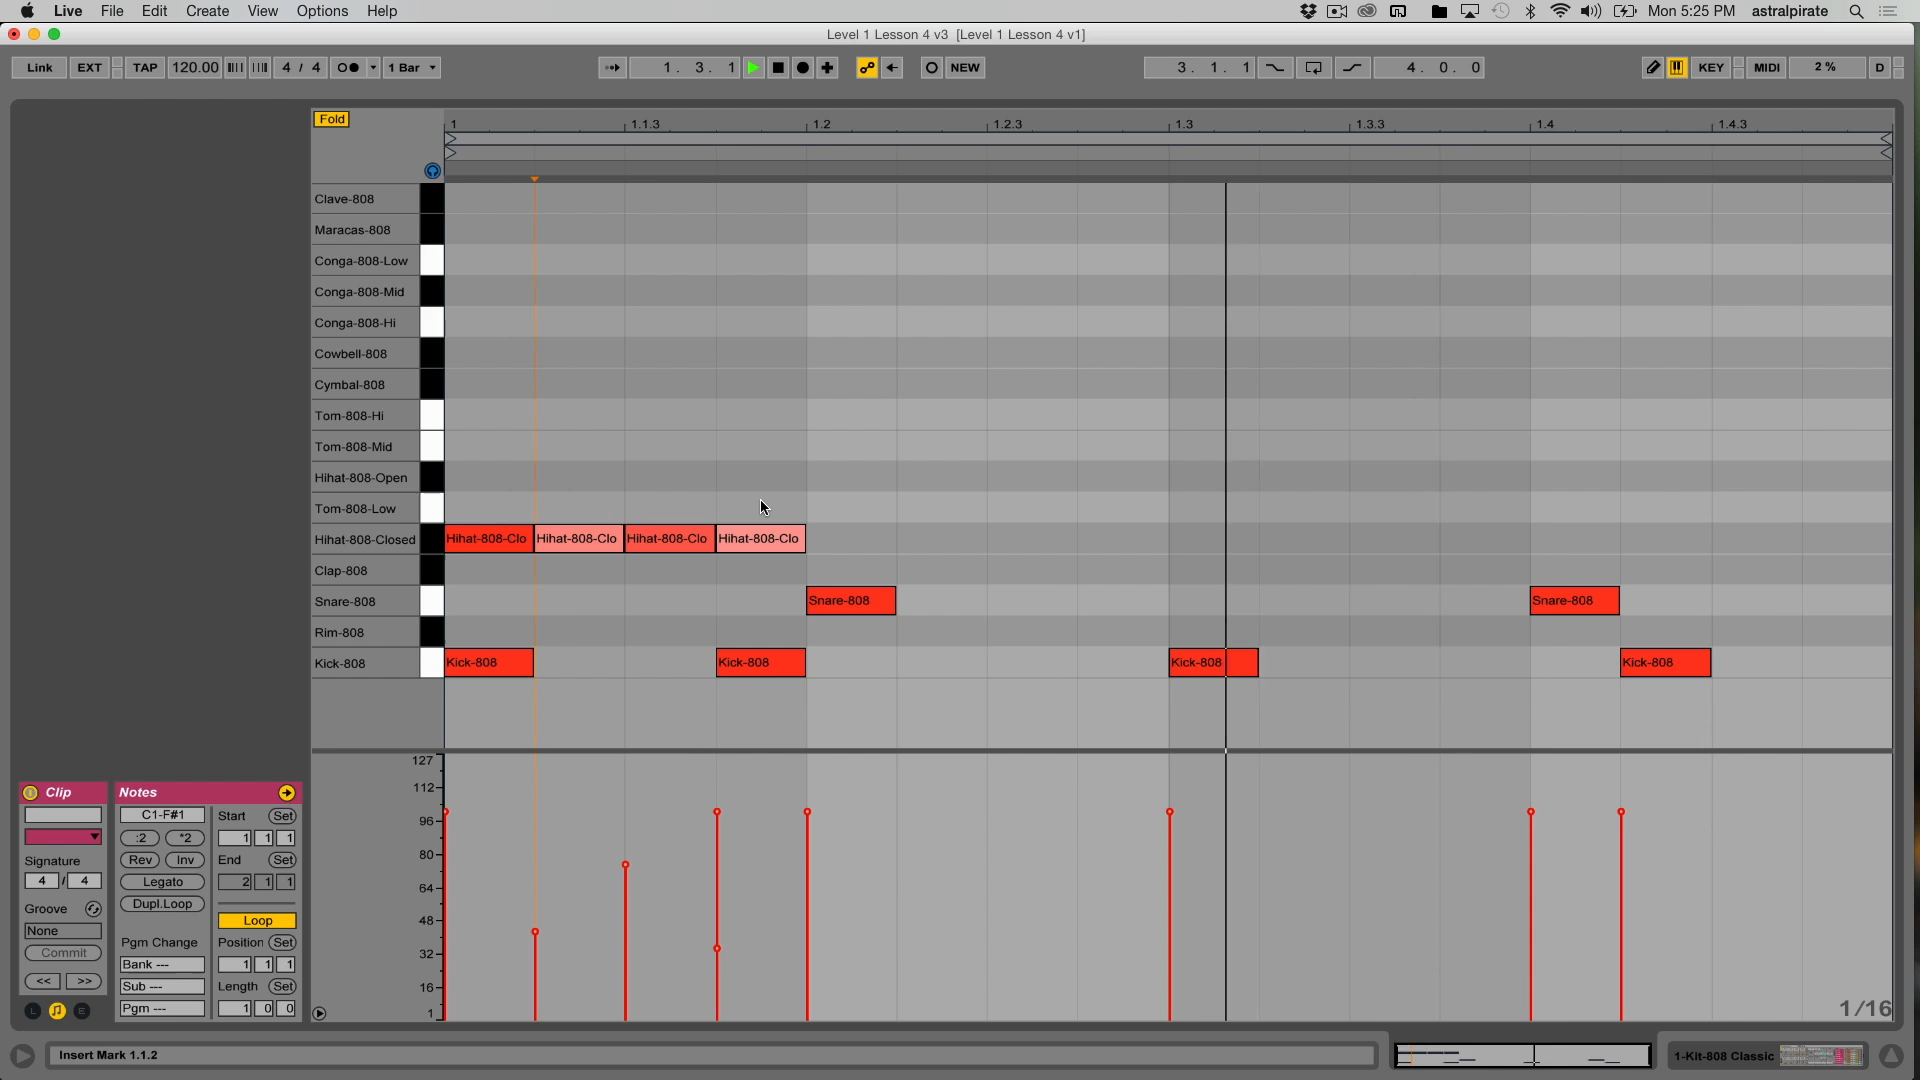 Live File Edit Create View Options Help Mon 5:25 PM astralpirate
Level 1 Lesson 4 v3 [Level 1 Lesson 4 v1]
Link EXT TAP 120.00 4 / 4 1 Bar 1. 3. 1 NEW 3. 1. 1 4. 0. 0 KEY MIDI 2 % D
Fold
1 1.1.3 1.2 1.2.3 1.3 1.3.3 1.4 1.4.3
Clave-808
Maracas-808
Conga-808-Low
Conga-808-Mid
Conga-808-Hi
Cowbell-808
Cymbal-808
Tom-808-Hi
Tom-808-Mid
Hihat-808-Open
Tom-808-Low
Hihat-808-Closed Hihat-808-Clo Hihat-808-Clo Hihat-808-Clo Hihat-808-Clo
Clap-808
Snare-808 Snare-808 Snare-808
Rim-808
Kick-808 Kick-808 Kick-808 Kick-808 Kick-808
127
112
96
80
64
48
32
16
1
1/16
Clip
Signature
4 / 4
Groove
None
Commit
<< >>
L E
Notes
C1-F#1
:2 *2
Rev Inv
Legato
Dupl.Loop
Pgm Change
Bank ---
Sub ---
Pgm ---
Start Set
1 1 1
End Set
2 1 1
Loop
Position Set
1 1 1
Length Set
1 0 0
Insert Mark 1.1.2
1-Kit-808 Classic